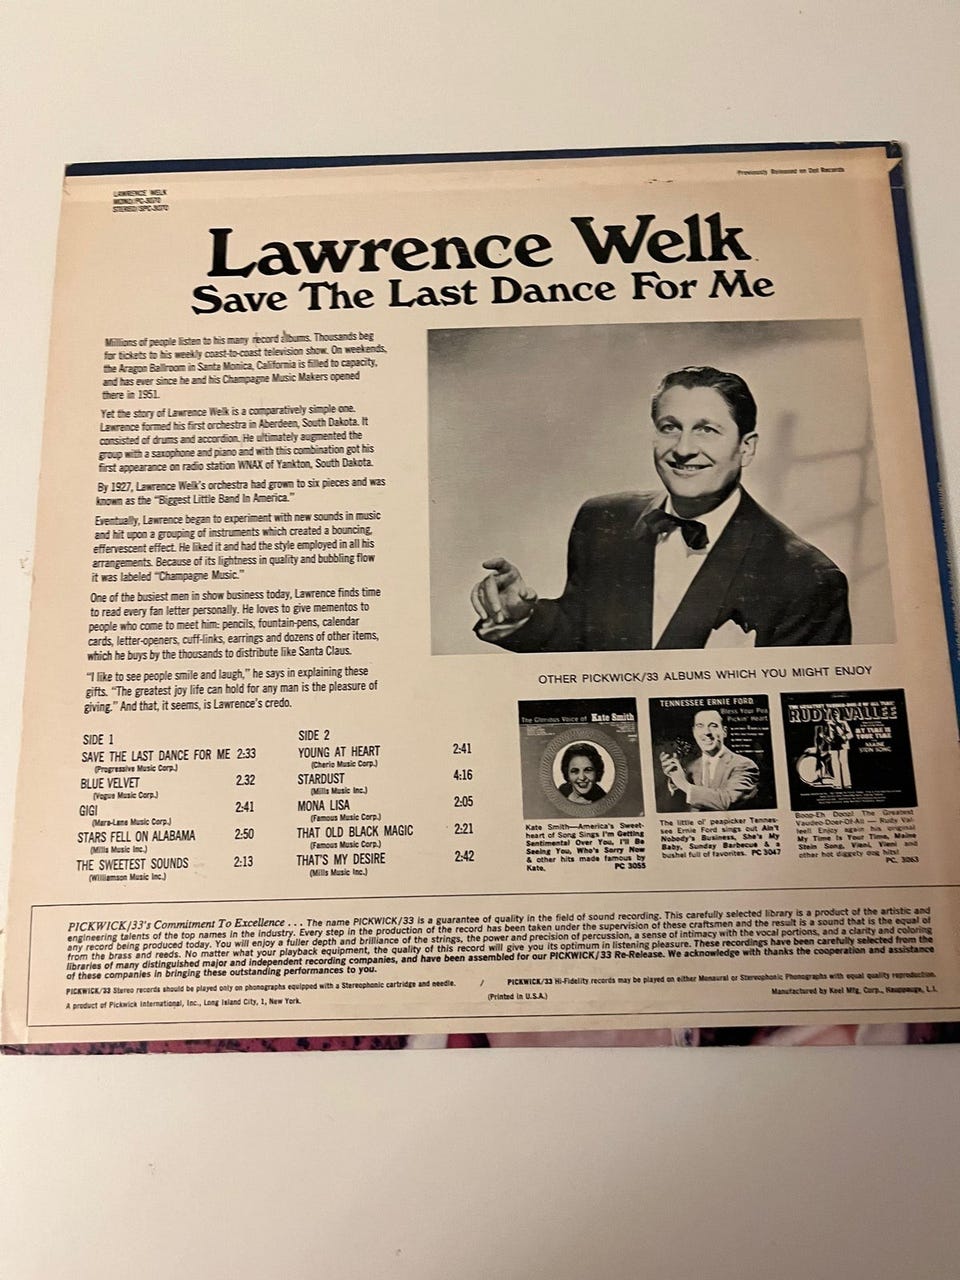 LAWRENCE WELK
MONO/PC-3070
STEREO/SPC-3070
Previously Released on Dot Records
Lawrence Welk
Save The Last Dance For Me
Millions of people listen to his many record albums. Thousands beg
for tickets to his weekly coast-to-coast television show. On weekends,
the Aragon Ballroom in Santa Monica, California is filled to capacity,
and has ever since he and his Champagne Music Makers opened
there in 1951.
Yet the story of Lawrence Welk is a comparatively simple one.
Lawrence formed his first orchestra in Aberdeen, South Dakota. It
consisted of drums and accordion. He ultimately augmented the
group with a saxophone and piano and with this combination got his
first appearance on radio station WNAX of Yankton, South Dakota.
By 1927, Lawrence Welk's orchestra had grown to six pieces and was
known as the "Biggest Little Band In America."
Eventually, Lawrence began to experiment with new sounds in music
and hit upon a grouping of instruments which created a bouncing,
effervescent effect. He liked it and had the style employed in all his
arrangements. Because of its lightness in quality and bubbling flow
it was labeled "Champagne Music."
One of the busiest men in show business today, Lawrence finds time
to read every fan letter personally. He loves to give mementos to
people who come to meet him: pencils, fountain-pens, calendar
cards, letter-openers, cuff-links, earrings and dozens of other items,
which he buys by the thousands to distribute like Santa Claus.
"I like to see people smile and laugh," he says in explaining these
gifts. "The greatest joy life can hold for any man is the pleasure of
giving." And that, it seems, is Lawrence's credo.
SIDE 1
SAVE THE LAST DANCE FOR ME 2:33
(Progressive Music Corp.)
BLUE VELVET 2.32
(Vogue Music Corp.)
GIGI 2:41
(Mara-Lane Music Corp.)
STARS FELL ON ALABAMA 2:50
(Mills Music Inc.)
THE SWEETEST SOUNDS 2:13
(Williamson Music Inc.)
SIDE 2
YOUNG AT HEART 2:41
(Cherio Music Corp.)
STARDUST 4:16
(Mills Music Inc.)
MONA LISA 2:05
(Famous Music Corp.)
THAT OLD BLACK MAGIC 2:21
(Famous Music Corp.)
THAT'S MY DESIRE 2:42
(Mills Music Inc.)
OTHER PICKWICK/33 ALBUMS WHICH YOU MIGHT ENJOY
The Glorious Voice of Kate Smith
Kate Smith—America's Sweet-
heart of Song Sings I'm Getting
Sentimental Over You, I'll Be
Seeing You, Who's Sorry Now
& other hits made famous by
Kate. PC 3055
TENNESSEE ERNIE FORD
Bless Your Pea
Pickin' Heart
The little ol' peapicker Tennes-
see Ernie Ford sings out Ain't
Nobody's Business, She's My
Baby, Sunday Barbecue & a
bushel full of favorites. PC 3047
THE GREATEST VAUDEO-DOER OF ALL TIME!
RUDY VALLEE
MY TIME IS
YOUR TIME
MAINE
STEIN SONG
Boop-Eh Doop! The Greatest
Vaudeo-Doer-Of-All — Rudy Val-
lee!! Enjoy again his original
My Time Is Your Time, Maine
Stein Song, Vieni, Vieni and
other hot diggety dog hits!
PC. 3063
PICKWICK/33's Commitment To Excellence . . . The name PICKWICK/33 is a guarantee of quality in the field of sound recording. This carefully selected library is a product of the artistic and
engineering talents of the top names in the industry. Every step in the production of the record has been taken under the supervision of these craftsmen and the result is a sound that is the equal of
any record being produced today. You will enjoy a fuller depth and brilliance of the strings, the power and precision of percussion, a sense of intimacy with the vocal portions, and a clarity and coloring
from the brass and reeds. No matter what your playback equipment, the quality of this record will give you its optimum in listening pleasure. These recordings have been carefully selected from the
libraries of many distinguished major and independent recording companies, and have been assembled for our PICKWICK/33 Re-Release. We acknowledge with thanks the cooperation and assistance
of these companies in bringing these outstanding performances to you.
PICKWICK/33 Stereo records should be played only on phonographs equipped with a Stereophonic cartridge and needle. / PICKWICK/33 Hi-Fidelity records may be played on either Monaural or Stereophonic Phonographs with equal quality reproduction.
A product of Pickwick International, Inc., Long Island City, 1, New York. (Printed in U.S.A.) Manufactured by Keel Mfg. Corp., Hauppauge, L.I.